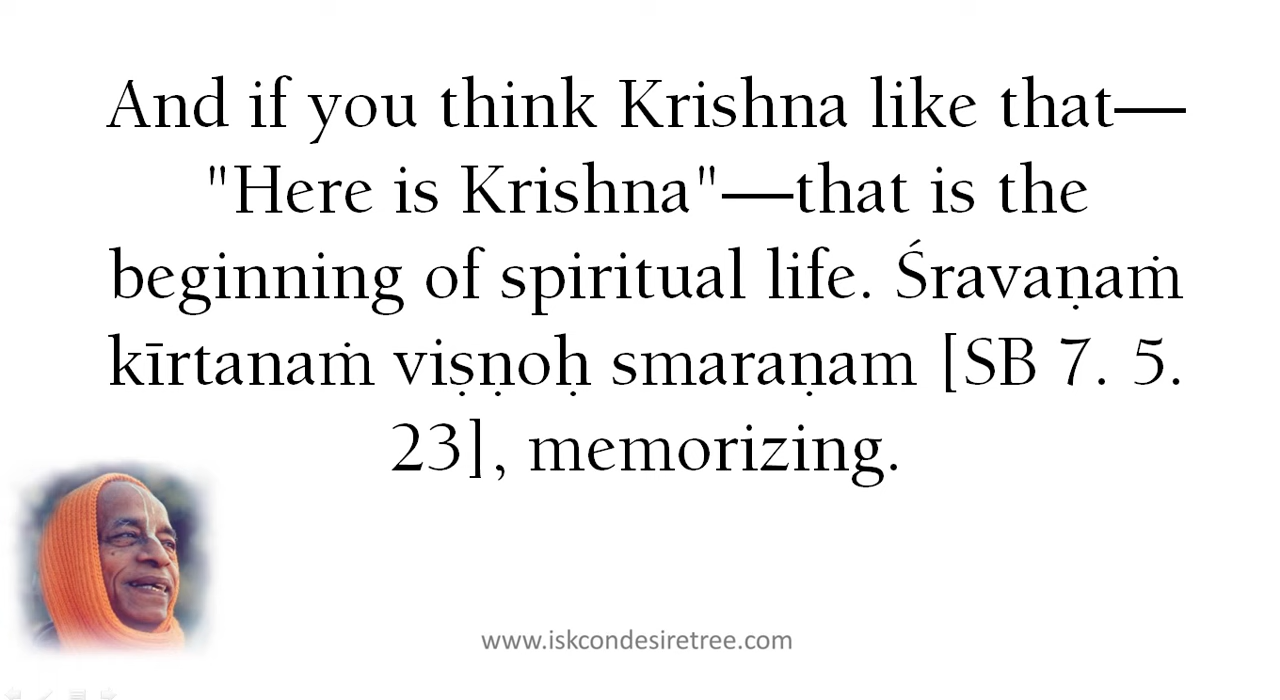 And if you think Krishna like that—
"Here is Krishna"—that is the
beginning of spiritual life. Śravaṇaṁ
kīrtanaṁ viṣṇoḥ smaraṇam [SB 7. 5.
23], memorizing.
www.iskcondesiretree.com